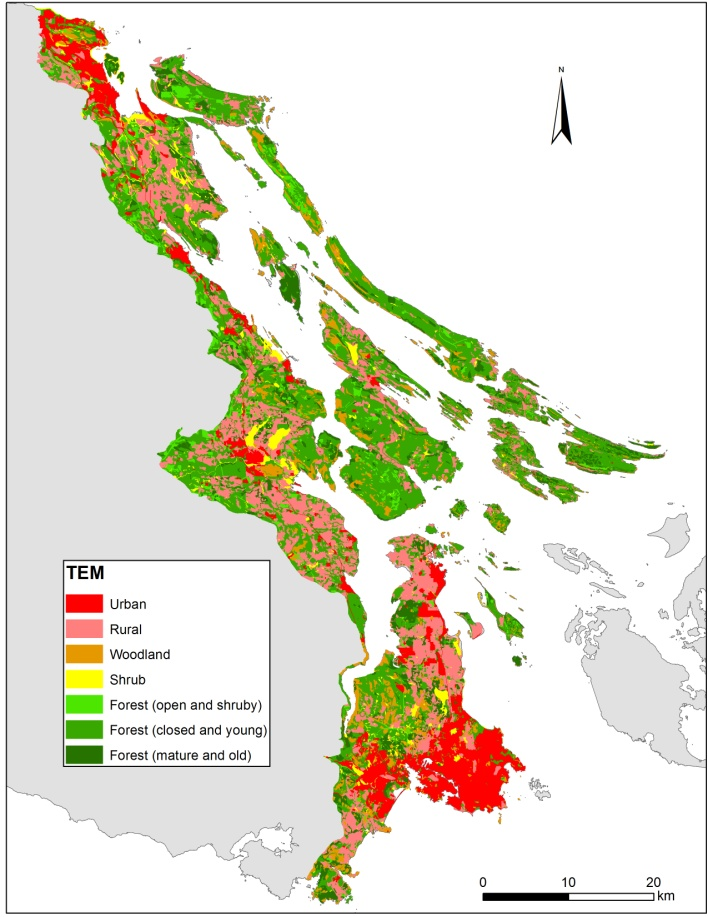 N
TEM
Urban
Rural
Woodland
Shrub
Forest (open and shruby)
Forest (closed and young)
Forest (mature and old)
0 10 20
km